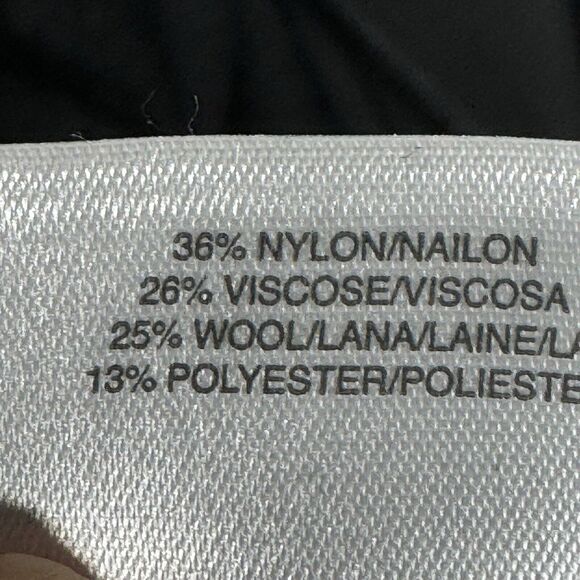 36% NYLON/NAILON
26% VISCOSE/VISCOSA
25% WOOL/LANA/LAINE/
13% POLYESTER/